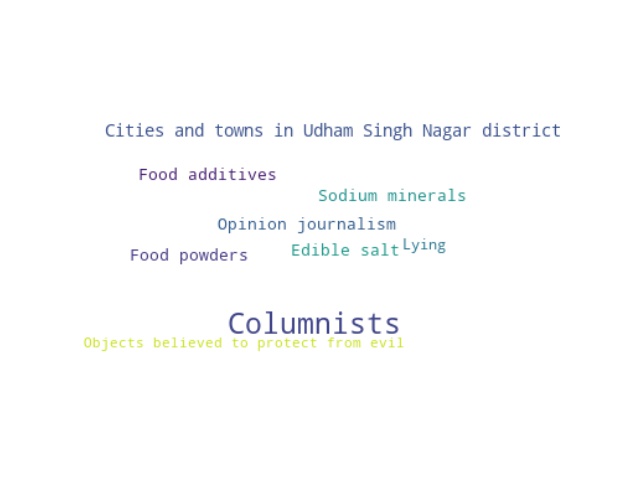 Cities and towns in Udham Singh Nagar district
Food additives
Sodium minerals
Opinion journalism
Lying
Edible salt
Food powders
Columnists
Objects believed to protect from evil